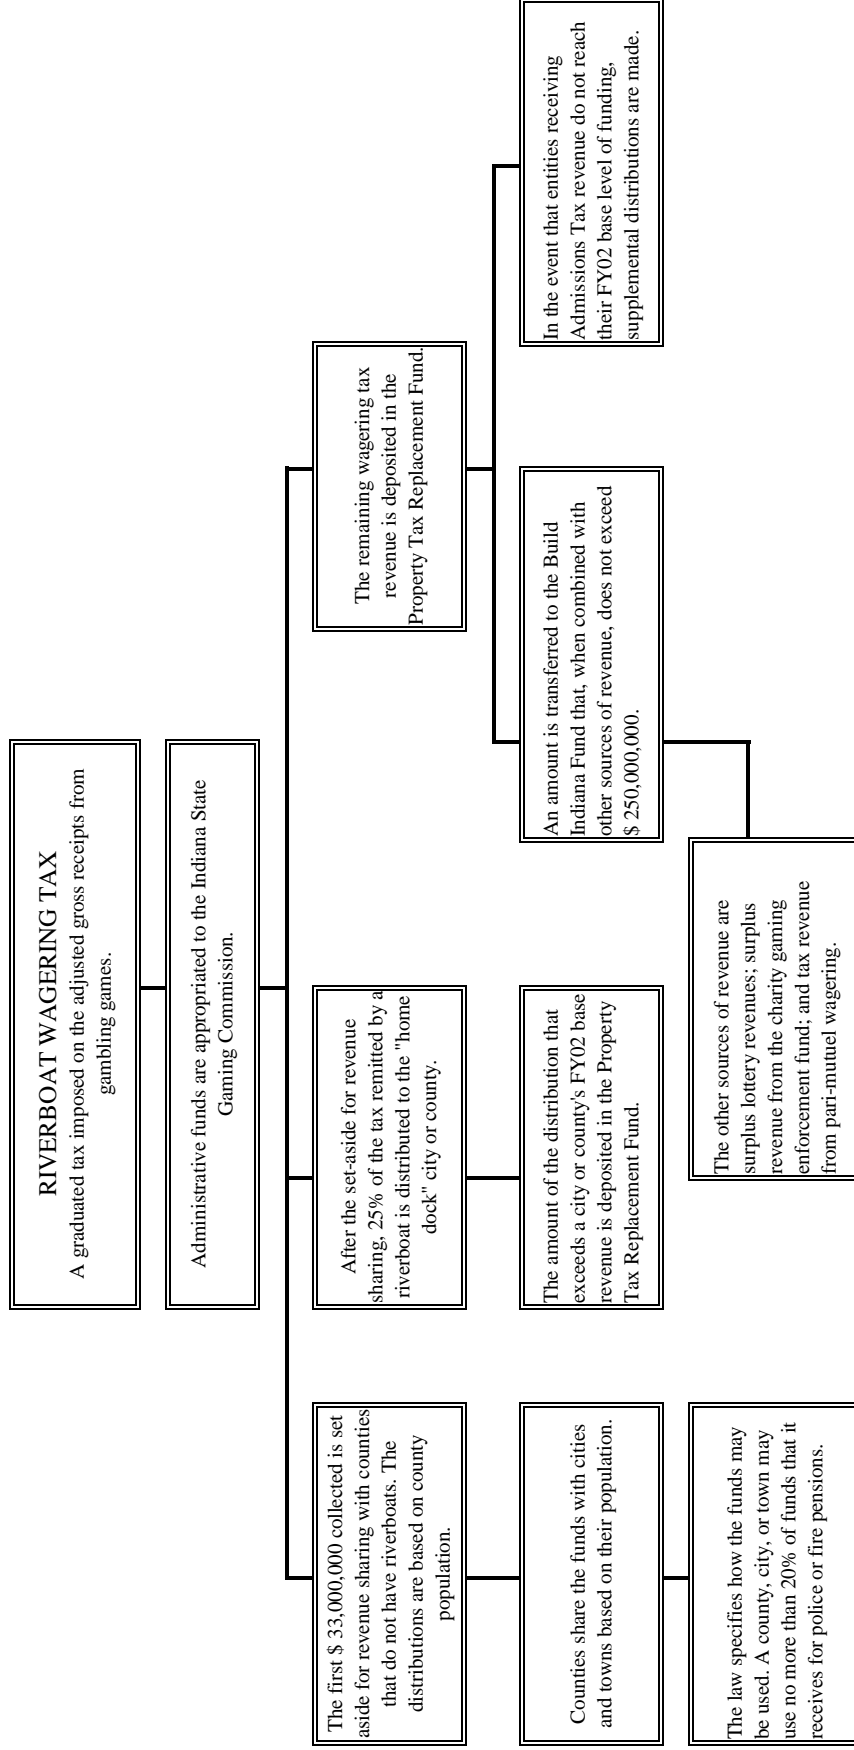 RIVERBOAT WAGERING TAX
A graduated tax imposed on the adjusted gross receipts from
gambling games.
Administrative funds are appropriated to the Indiana State
Gaming Commission.
The first $ 33,000,000 collected is set
aside for revenue sharing with counties
that do not have riverboats. The
distributions are based on county
population.
After the set-aside for revenue
sharing, 25% of the tax remitted by a
riverboat is distributed to the "home
dock" city or county.
The remaining wagering tax
revenue is deposited in the
Property Tax Replacement Fund.
Counties share the funds with cities
and towns based on their population.
The amount of the distribution that
exceeds a city or county's FY02 base
revenue is deposited in the Property
Tax Replacement Fund.
An amount is transferred to the Build
Indiana Fund that, when combined with
other sources of revenue, does not exceed
$ 250,000,000.
In the event that entities receiving
Admissions Tax revenue do not reach
their FY02 base level of funding,
supplemental distributions are made.
The law specifies how the funds may
be used. A county, city, or town may
use no more than 20% of funds that it
receives for police or fire pensions.
The other sources of revenue are
surplus lottery revenues; surplus
revenue from the charity gaming
enforcement fund; and tax revenue
from pari-mutuel wagering.